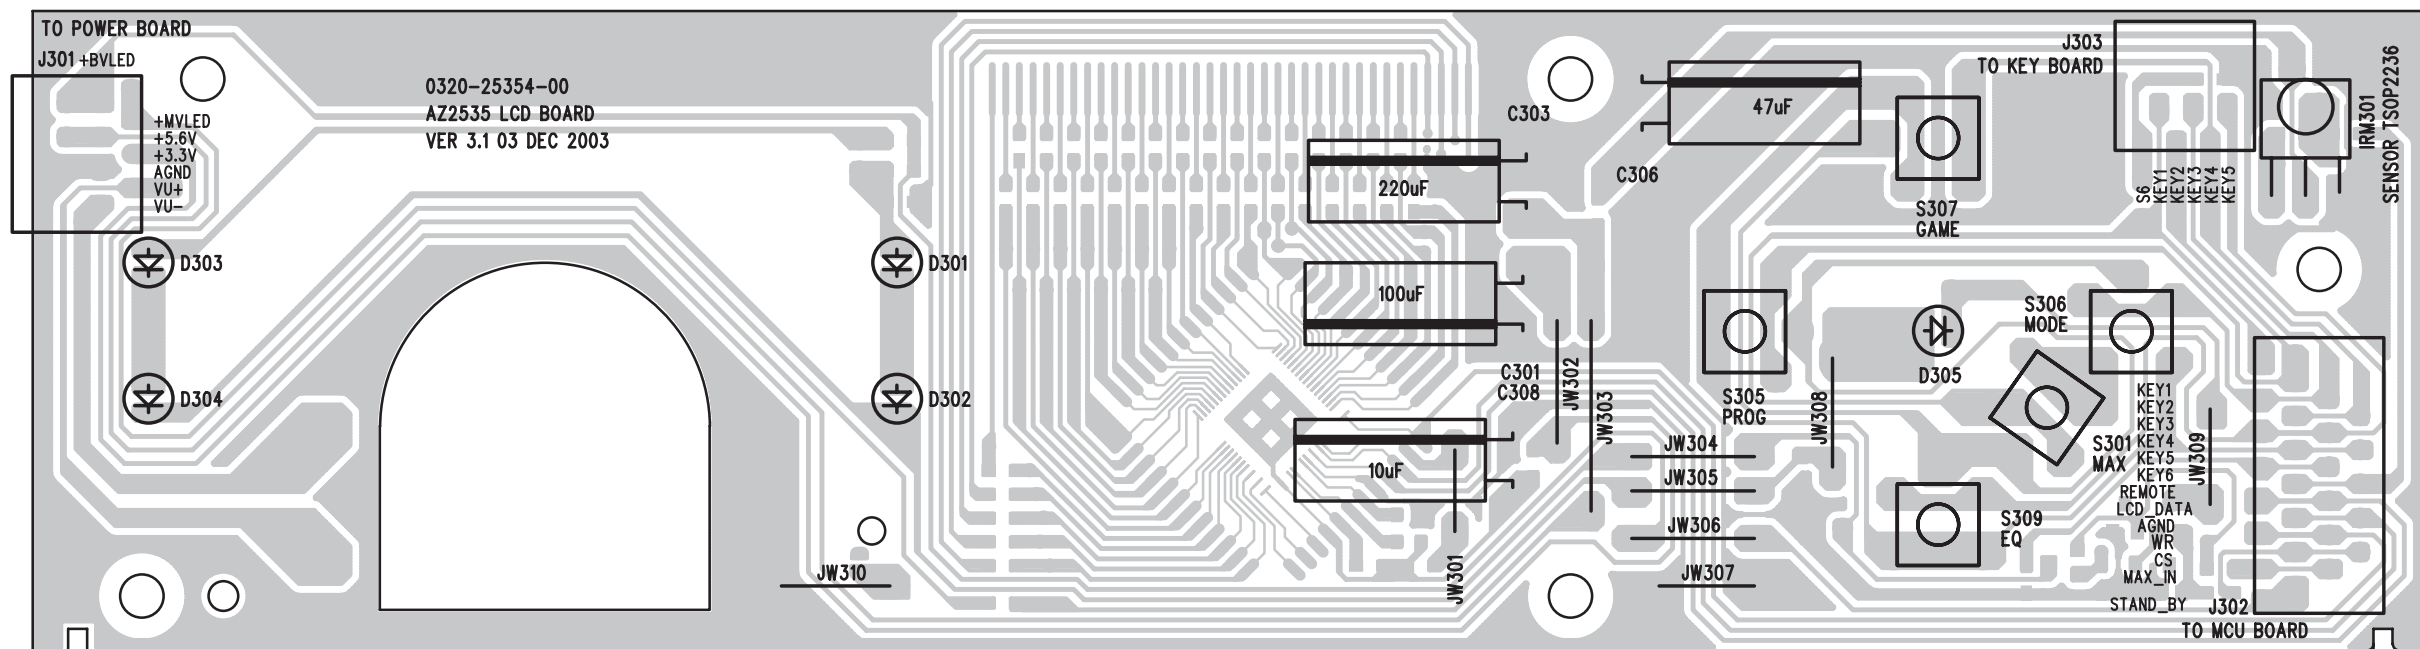 TO POWER BOARD
J301 +BVLED
+MVLED
+5.6V
+3.3V
AGND
VU+
VU-
0320-25354-00
AZ2535 LCD BOARD
VER 3.1 03 DEC 2003
D303
D304
D301
D302
JW310
C303
220uF
100uF
C301
C308
10uF
JW301
JW302
JW303
47uF
C306
JW304
JW305
JW306
JW307
S307
GAME
S305
PROG
JW308
D305
S306
MODE
S301
MAX
S309
EQ
J303
TO KEY BOARD
S6
KEY1
KEY2
KEY3
KEY4
KEY5
IRM301
SENSOR TSOP2236
KEY1
KEY2
KEY3
KEY4
KEY5
KEY6
REMOTE
LCD_DATA
AGND
WR
CS
MAX_IN
STAND_BY
JW309
J302
TO MCU BOARD